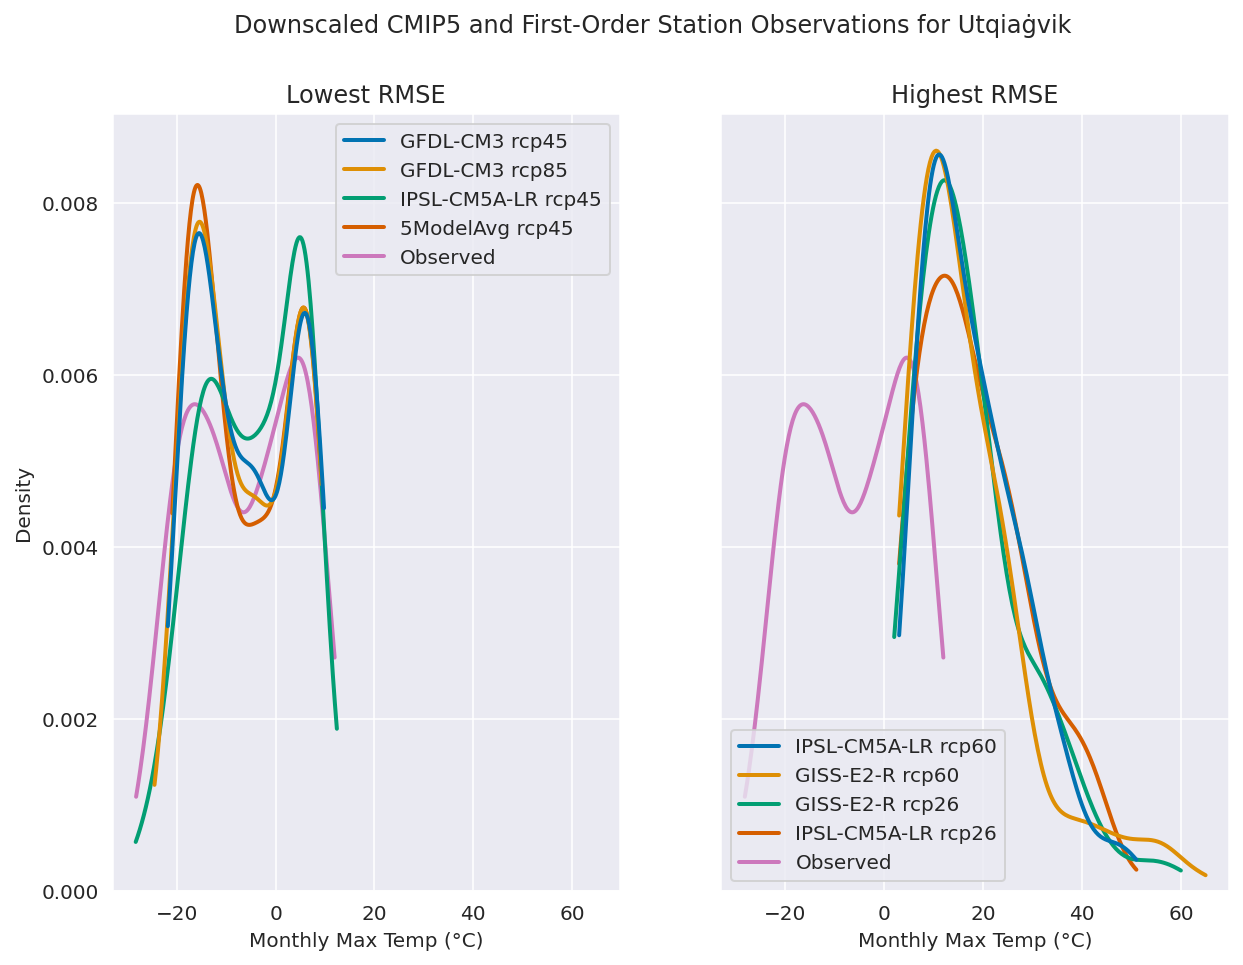 Downscaled CMIP5 and First-Order Station Observations for Utqiaġvik
Lowest RMSE
GFDL-CM3 rcp45
GFDL-CM3 rcp85
IPSL-CM5A-LR rcp45
5ModelAvg rcp45
Observed
0.008
0.006
0.004
0.002
0.000
Density
−20 0 20 40 60
Monthly Max Temp (°C)
Highest RMSE
IPSL-CM5A-LR rcp60
GISS-E2-R rcp60
GISS-E2-R rcp26
IPSL-CM5A-LR rcp26
Observed
−20 0 20 40 60
Monthly Max Temp (°C)